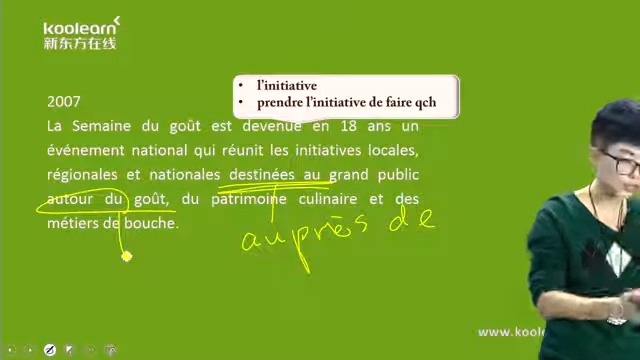 koolearn
新东方在线
• l'initiative
• prendre l'initiative de faire qch
2007
La Semaine du goût est devenue en 18 ans un
événement national qui réunit les initiatives locales,
régionales et nationales destinées au grand public
autour du goût, du patrimoine culinaire et des
métiers de bouche.
auprès de
www.kool